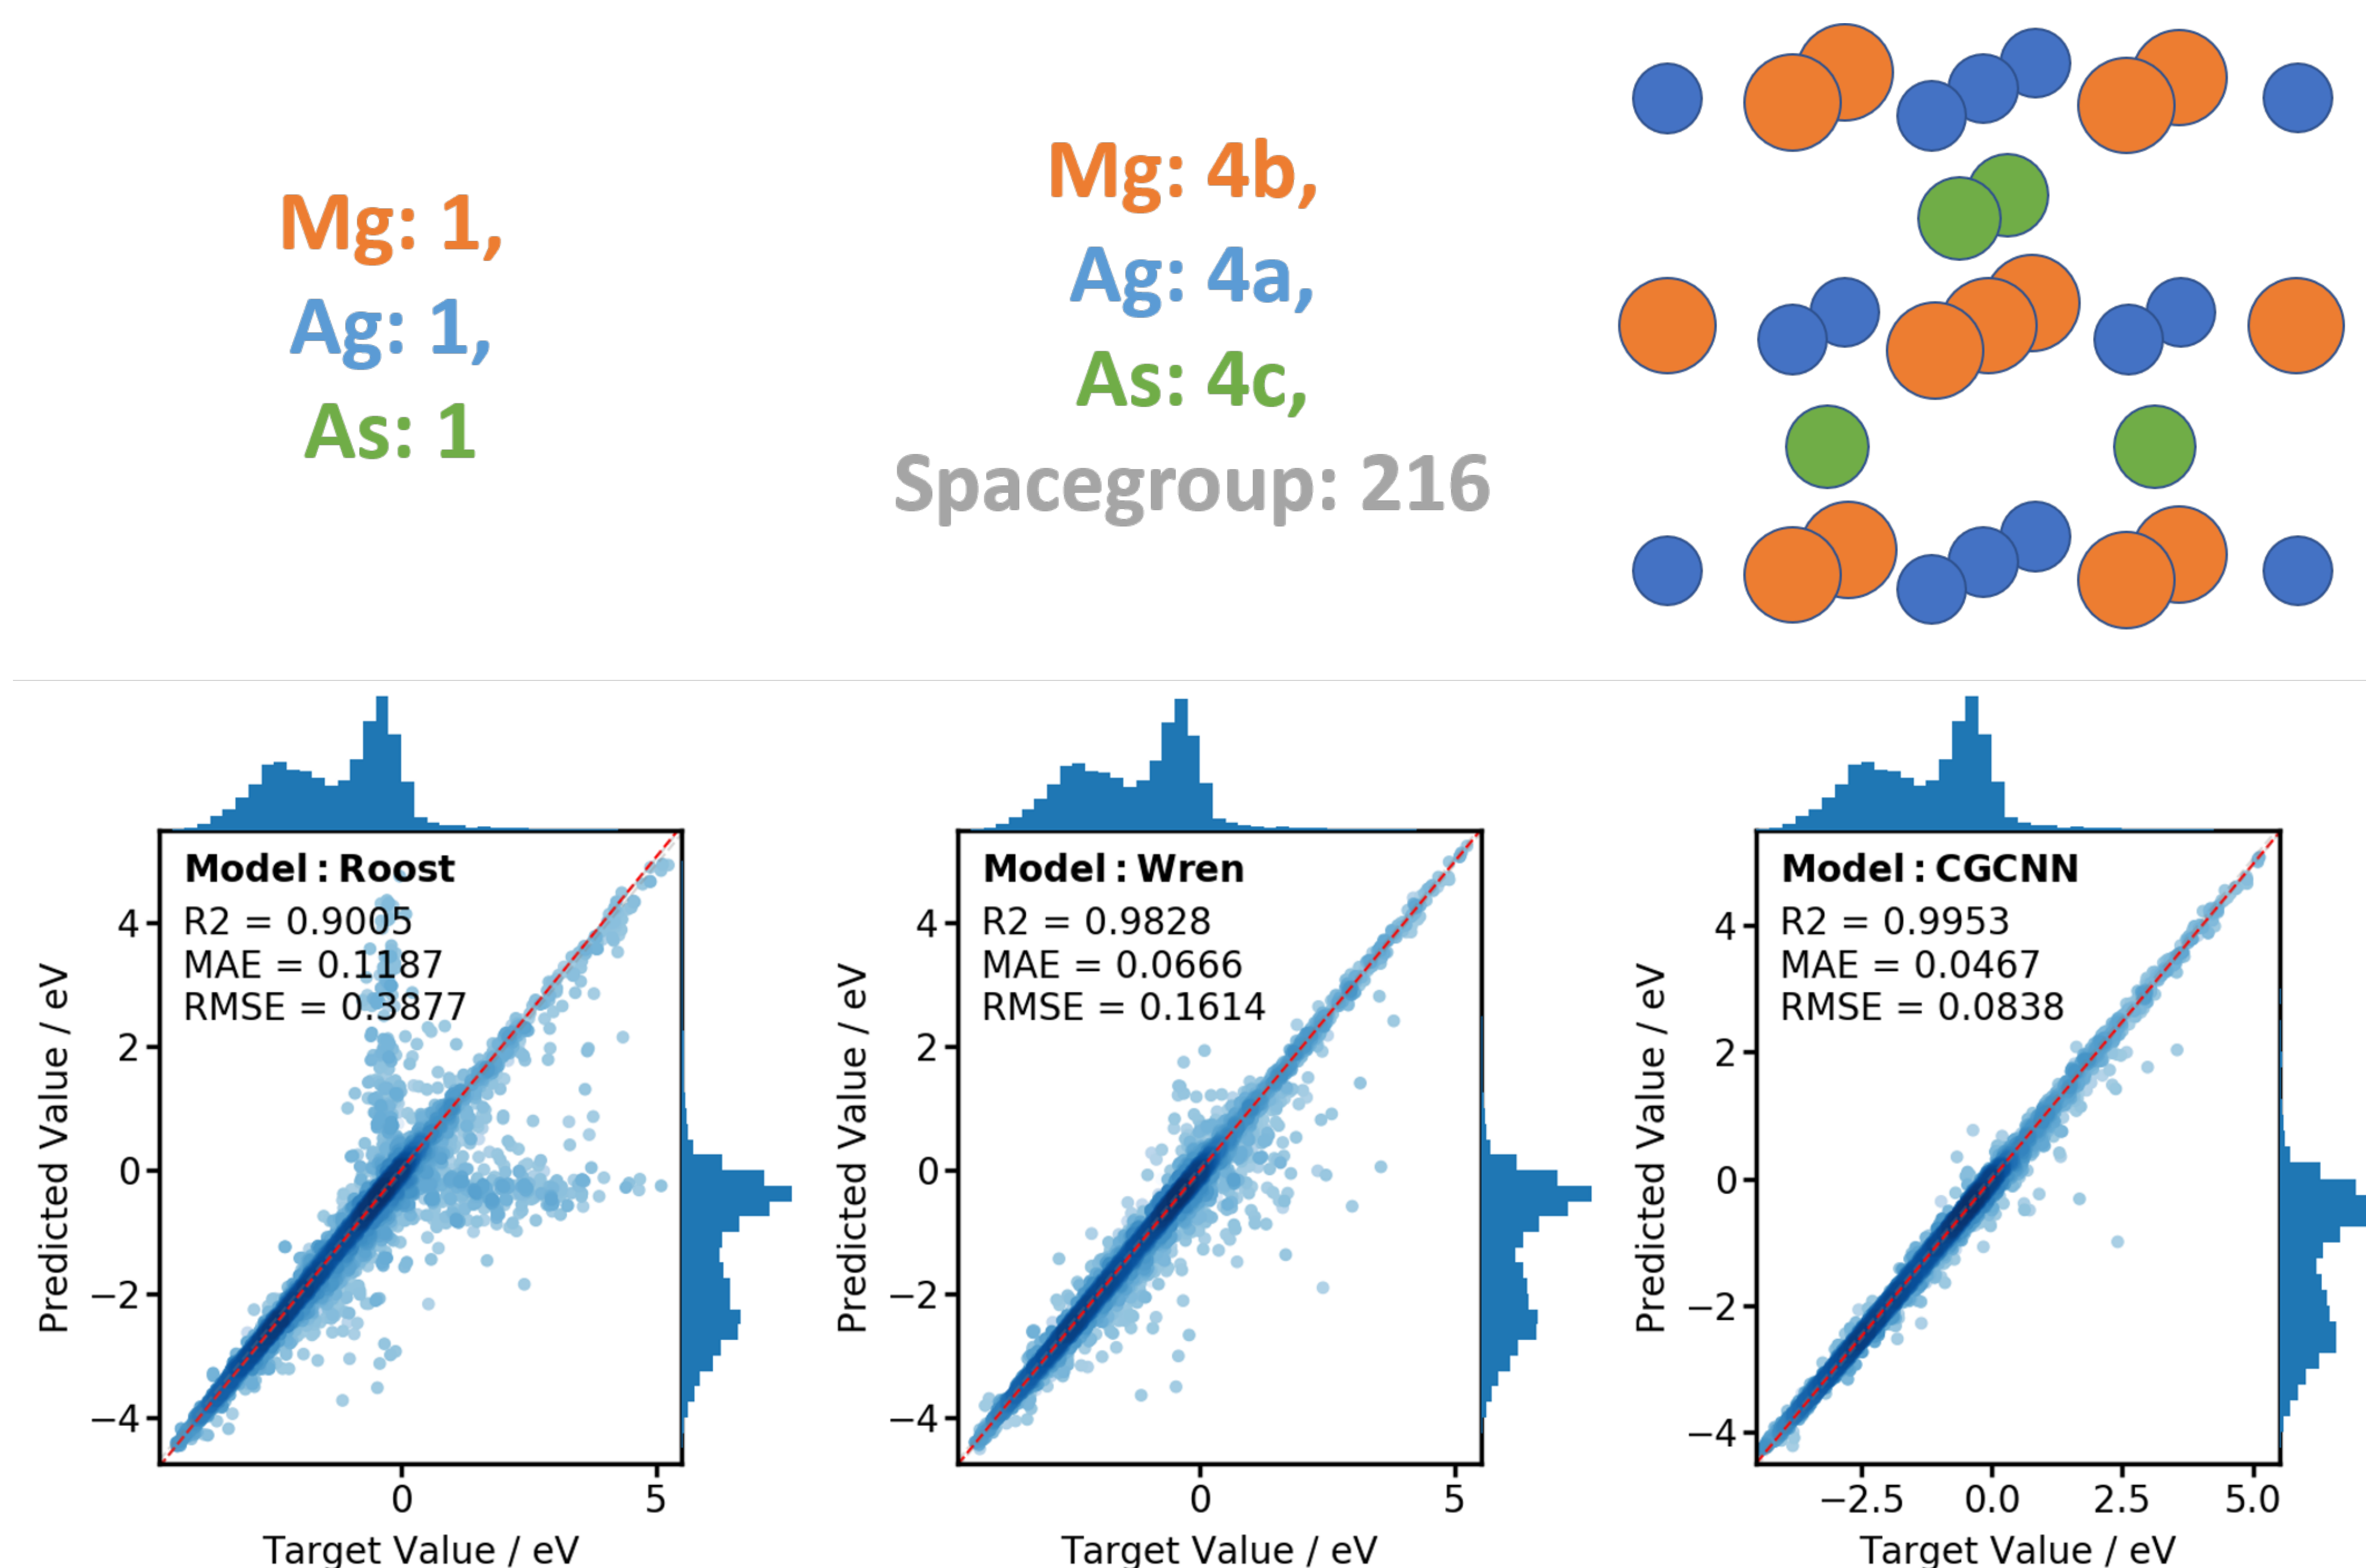 Mg: 1,
Ag: 1,
As: 1
Mg: 4b,
Ag: 4a,
As: 4c,
Spacegroup: 216
Model : Roost
R2 = 0.9005
MAE = 0.1187
RMSE = 0.3877
Predicted Value / eV
4
2
0
−2
−4
0 5
Target Value / eV
Model : Wren
R2 = 0.9828
MAE = 0.0666
RMSE = 0.1614
Predicted Value / eV
4
2
0
−2
−4
0 5
Target Value / eV
Model : CGCNN
R2 = 0.9953
MAE = 0.0467
RMSE = 0.0838
Predicted Value / eV
4
2
0
−2
−4
−2.5 0.0 2.5 5.0
Target Value / eV